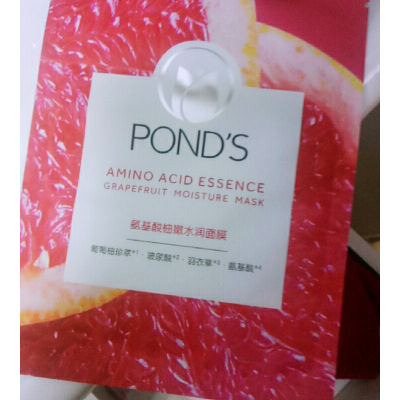 POND'S
AMINO ACID ESSENCE
GRAPEFRUIT MOISTURE MASK
氨基酸柚嫩水润面膜
葡萄柚珍萃*1 · 玻尿酸*2 · 羽衣草*3 · 氨基酸*4